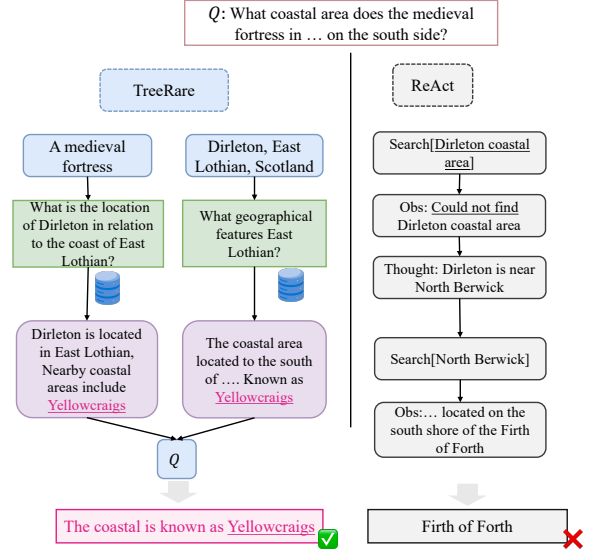 Q: What coastal area does the medieval
fortress in … on the south side?
TreeRare
A medieval
fortress
Dirleton, East
Lothian, Scotland
What is the location
of Dirleton in relation
to the coast of East
Lothian?
What geographical
features East
Lothian?
Dirleton is located
in East Lothian,
Nearby coastal
areas include
Yellowcraigs
The coastal area
located to the south
of …. Known as
Yellowcraigs
Q
The coastal is known as Yellowcraigs
ReAct
Search[Dirleton coastal
area]
Obs: Could not find
Dirleton coastal area
Thought: Dirleton is near
North Berwick
Search[North Berwick]
Obs:… located on the
south shore of the Firth
of Forth
Firth of Forth